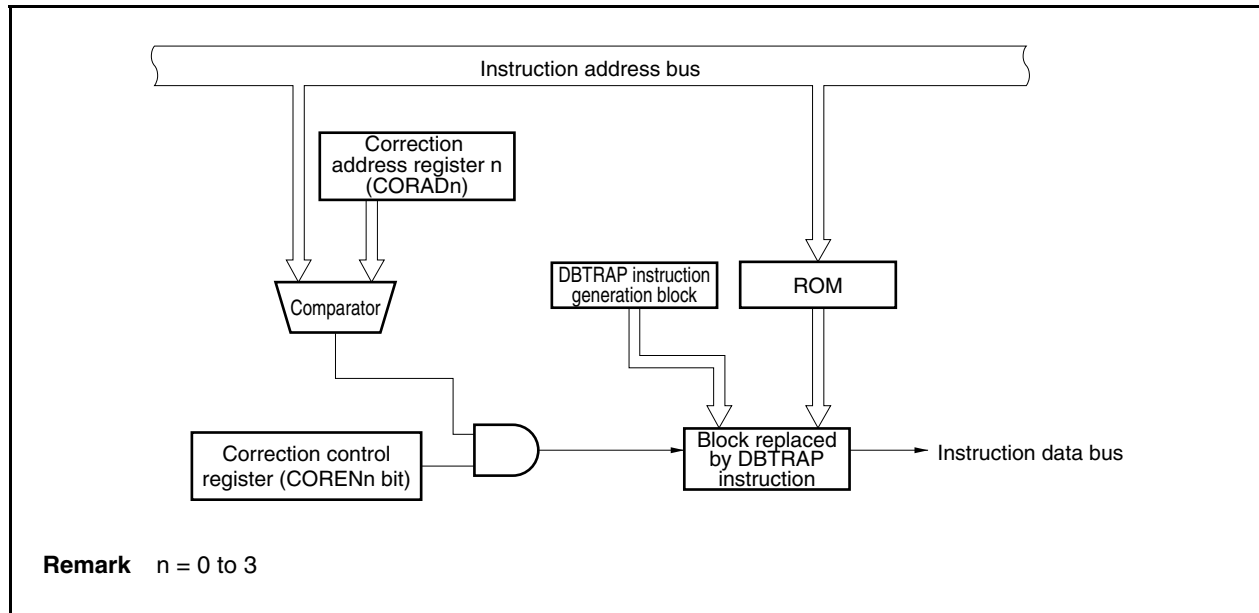 Instruction address bus
Correction
address register n
(CORADn)
DBTRAP instruction
generation block
ROM
Comparator
Correction control
register (CORENn bit)
Block replaced
by DBTRAP
instruction
Instruction data bus
Remark n = 0 to 3